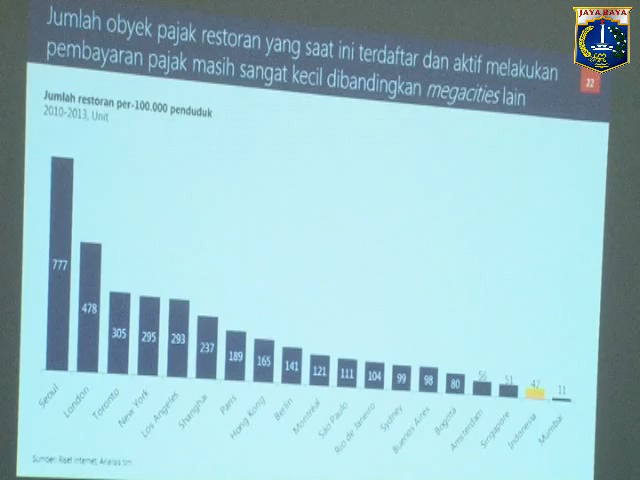 JAYA RAYA
Jumlah obyek pajak restoran yang saat ini terdaftar dan aktif melakukan
pembayaran pajak masih sangat kecil dibandingkan megacities lain
22
Jumlah restoran per-100.000 penduduk
2010-2013, Unit
777
478
305
295
293
237
189
165
141
121
111
104
99
98
80
56
51
42
11
Seoul
London
Toronto
New York
Los Angeles
Shanghai
Paris
Hong Kong
Berlin
Montreal
São Paulo
Rio de Janeiro
Sydney
Buenos Aires
Bogota
Amsterdam
Singapore
Indonesia
Mumbai
Sumber: Riset Internet, Analisis tim